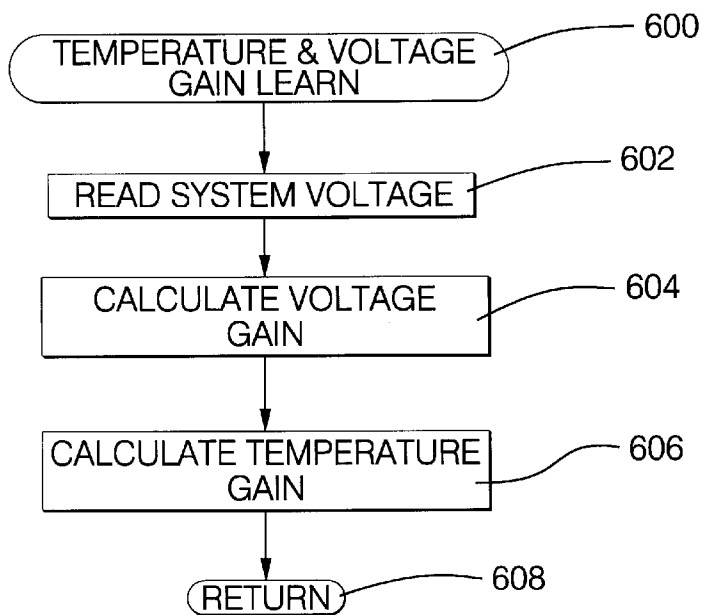 TEMPERATURE & VOLTAGE
GAIN LEARN
600
READ SYSTEM VOLTAGE
602
CALCULATE VOLTAGE
GAIN
604
CALCULATE TEMPERATURE
GAIN
606
RETURN
608